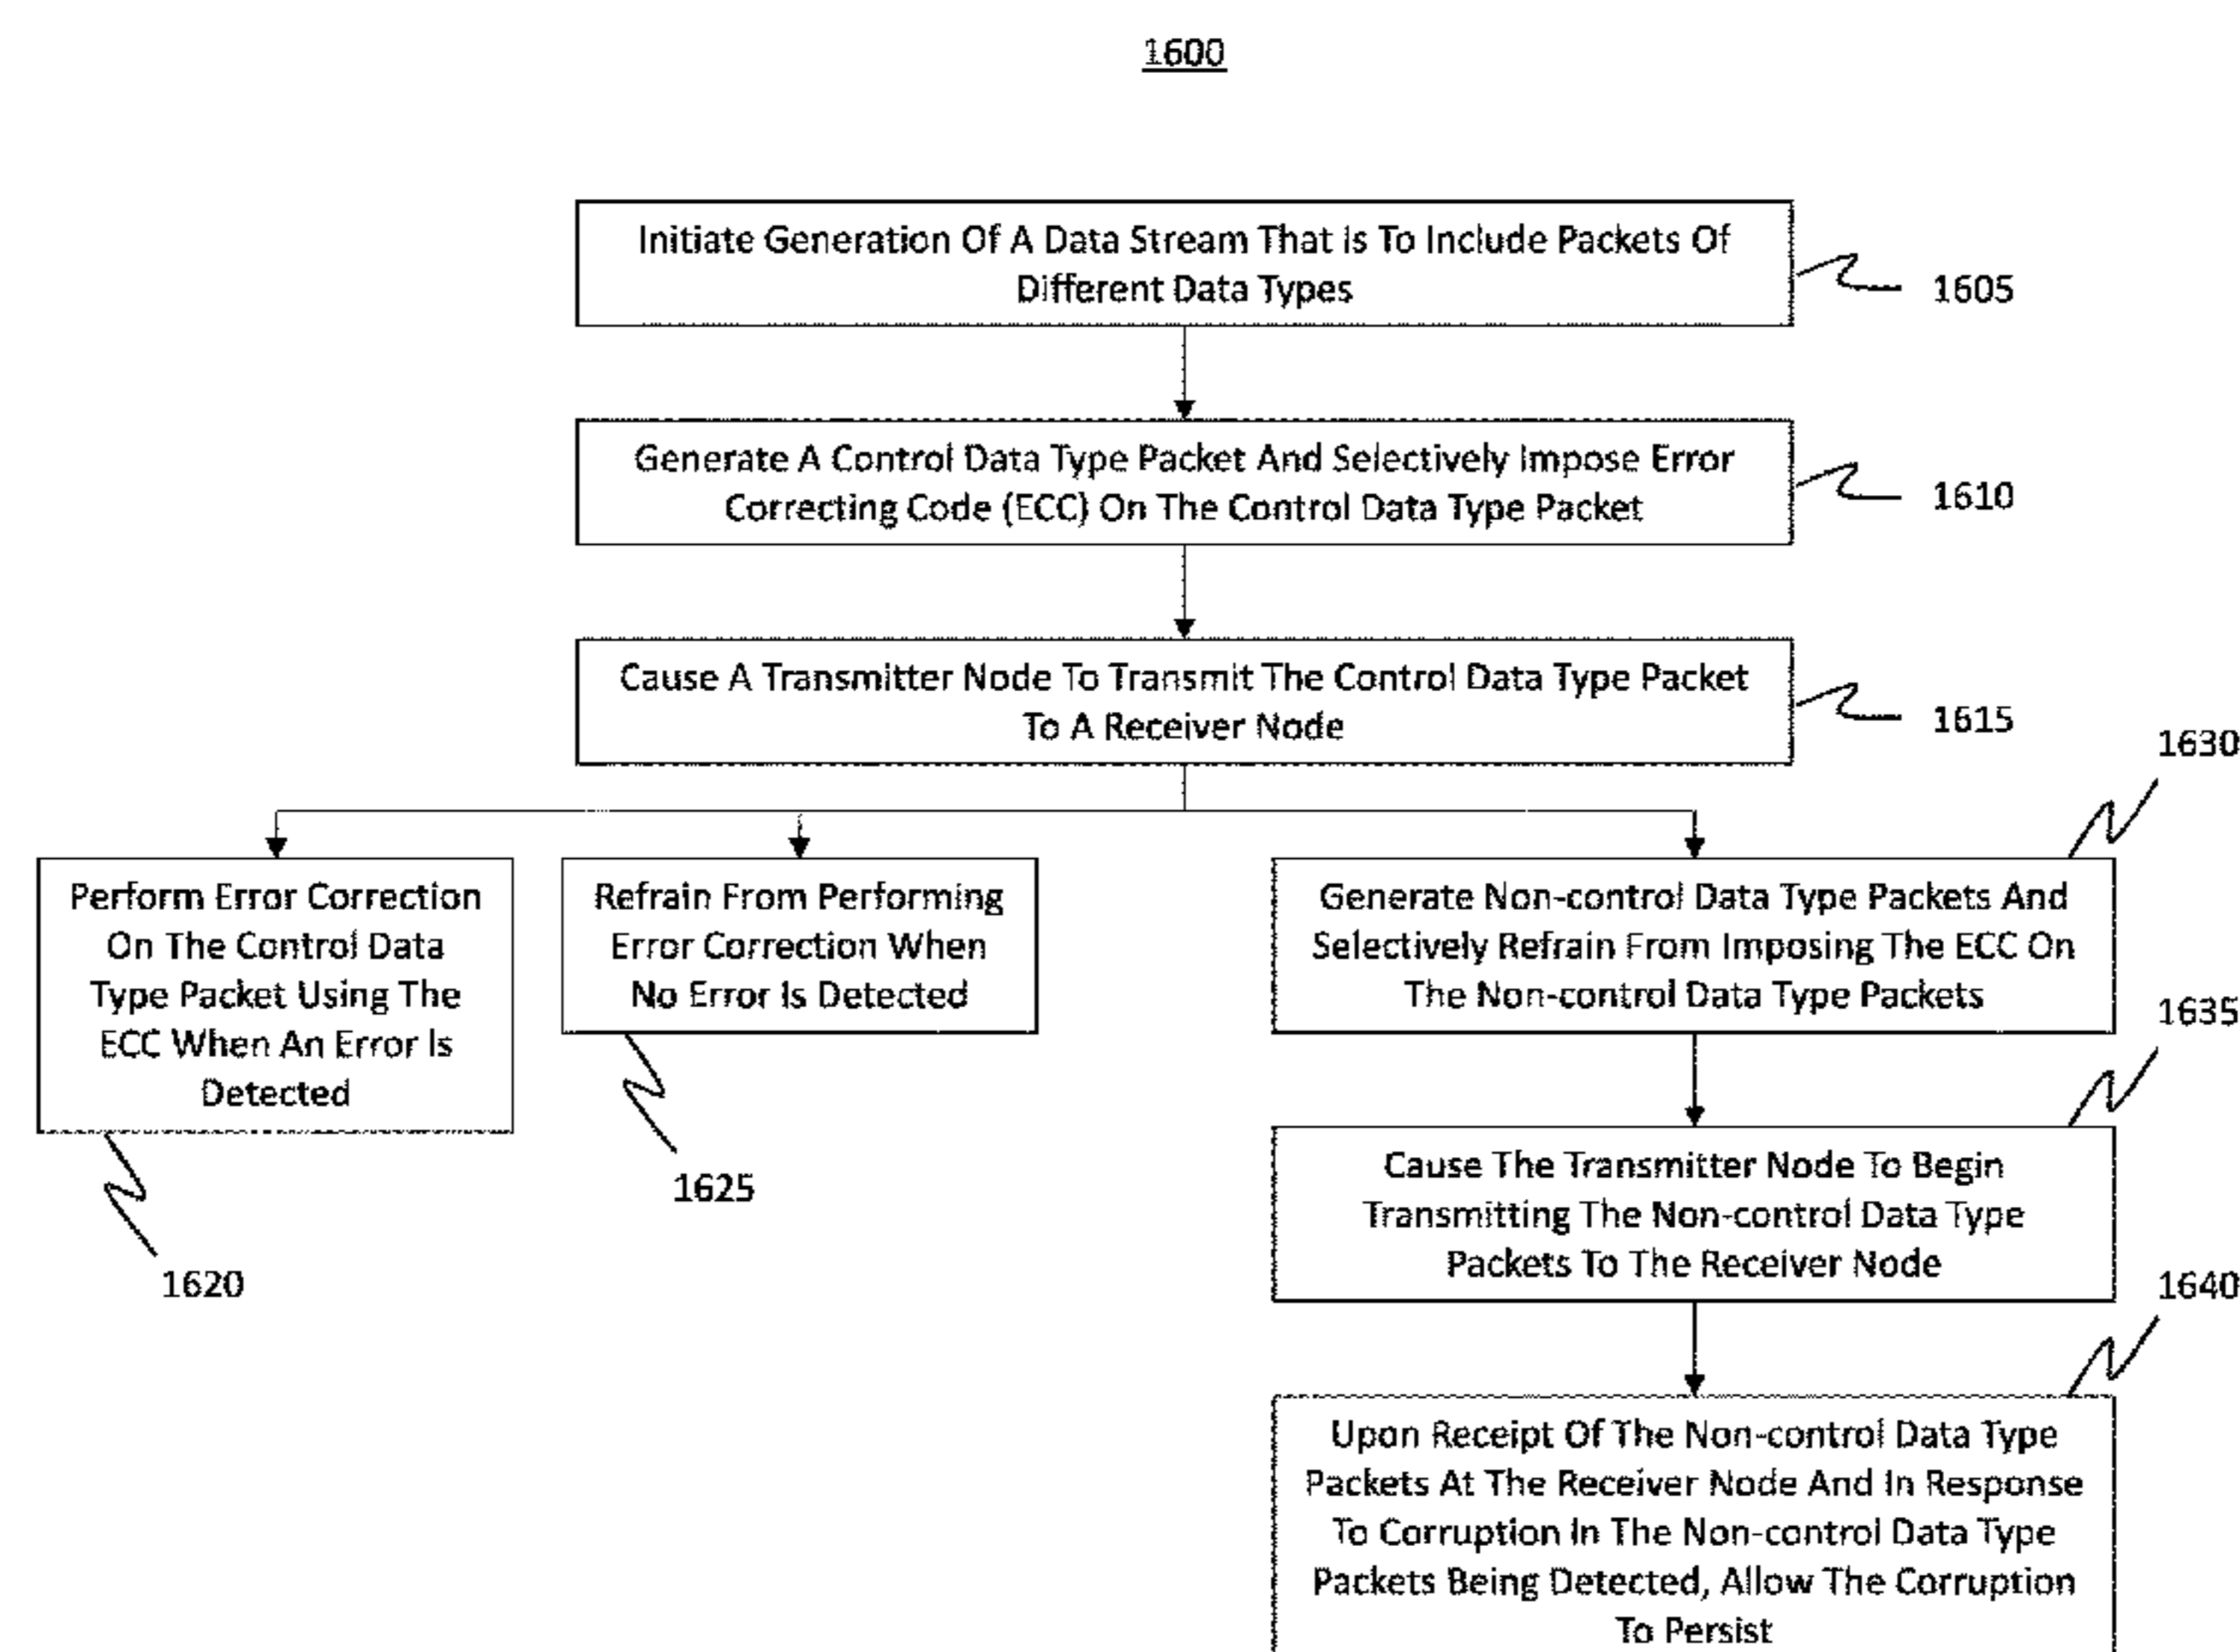 1600
Initiate Generation Of A Data Stream That Is To Include Packets Of
Different Data Types
1605
Generate A Control Data Type Packet And Selectively Impose Error
Correcting Code (ECC) On The Control Data Type Packet
1610
Cause A Transmitter Node To Transmit The Control Data Type Packet
To A Receiver Node
1615
1630
Perform Error Correction
On The Control Data
Type Packet Using The
ECC When An Error Is
Detected
1620
Refrain From Performing
Error Correction When
No Error Is Detected
1625
Generate Non-control Data Type Packets And
Selectively Refrain From Imposing The ECC On
The Non-control Data Type Packets
1635
Cause The Transmitter Node To Begin
Transmitting The Non-control Data Type
Packets To The Receiver Node
1640
Upon Receipt Of The Non-control Data Type
Packets At The Receiver Node And In Response
To Corruption In The Non-control Data Type
Packets Being Detected, Allow The Corruption
To Persist